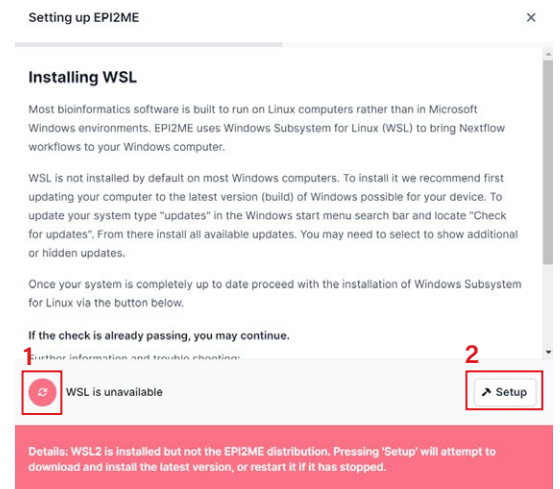 Setting up EPI2ME
Installing WSL
Most bioinformatics software is built to run on Linux computers rather than in Microsoft
Windows environments. EPI2ME uses Windows Subsystem for Linux (WSL) to bring Nextflow
workflows to your Windows computer.
WSL is not installed by default on most Windows computers. To install it we recommend first
updating your computer to the latest version (build) of Windows possible for your device. To
update your system type "updates" in the Windows start menu search bar and locate "Check
for updates". From there install all available updates. You may need to select to show additional
or hidden updates.
Once your system is completely up to date proceed with the installation of Windows Subsystem
for Linux via the button below.
If the check is already passing, you may continue.
Further information and trouble shooting:
1
2
WSL is unavailable
Setup
Details: WSL2 is installed but not the EPI2ME distribution. Pressing 'Setup' will attempt to
download and install the latest version, or restart it if it has stopped.